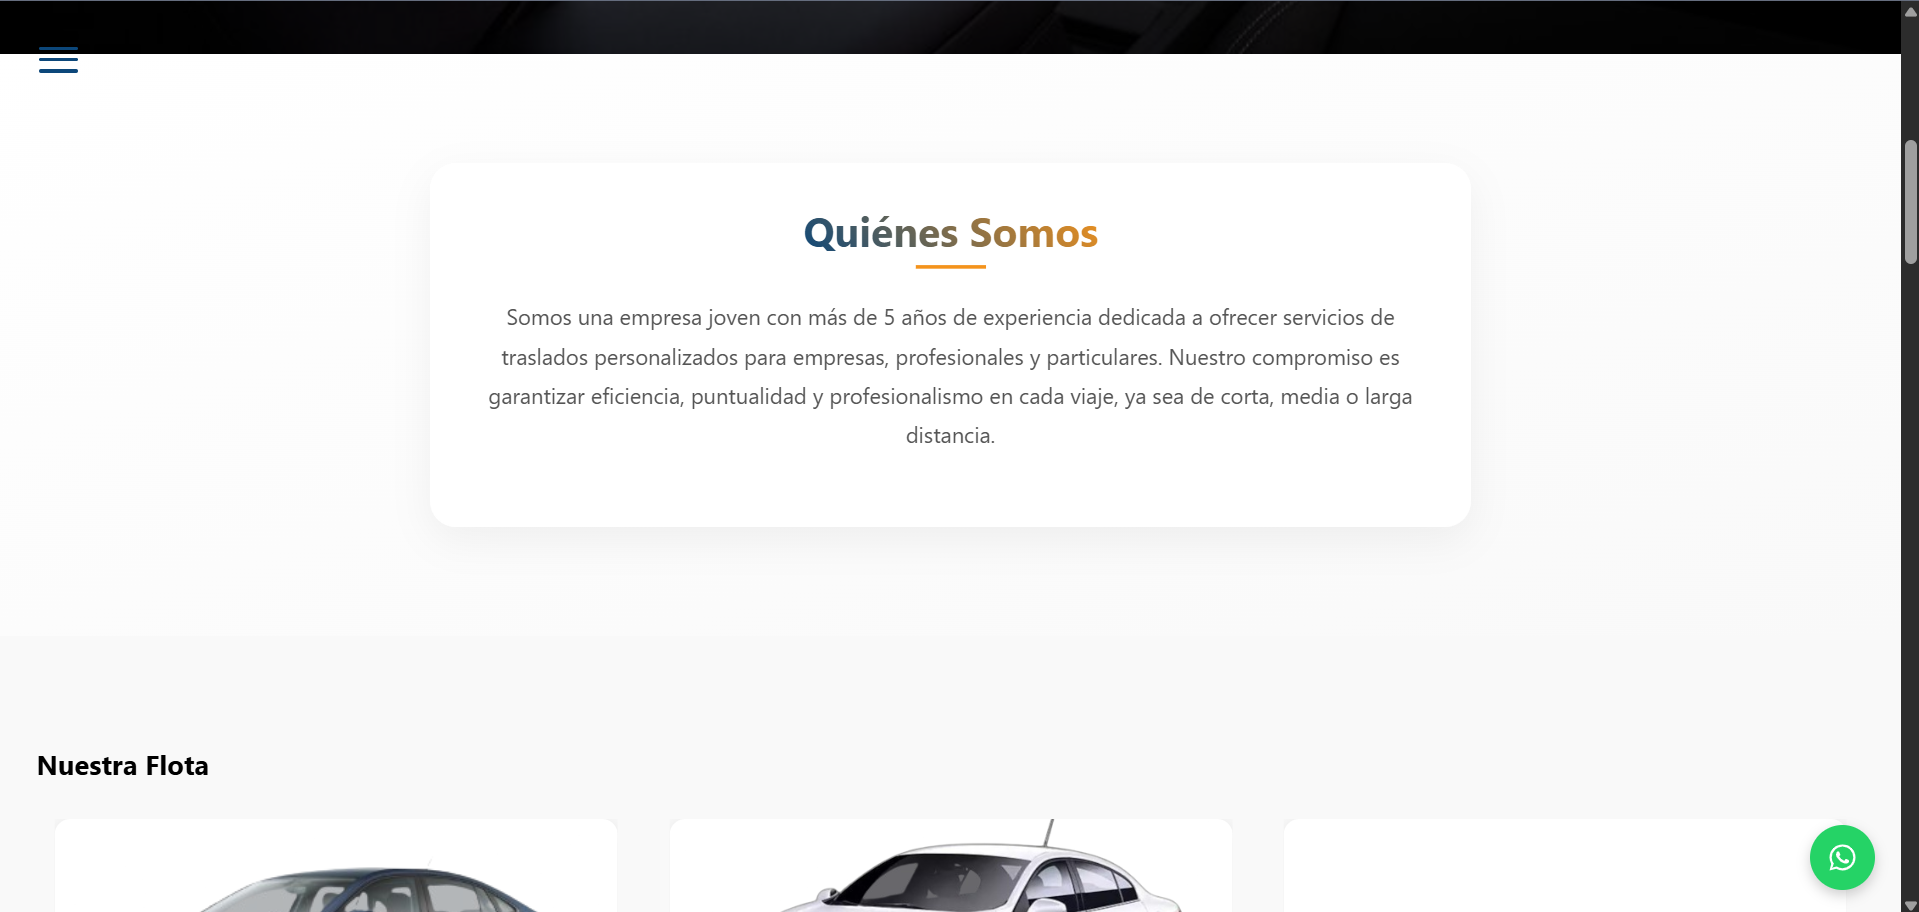 Quiénes Somos
Somos una empresa joven con más de 5 años de experiencia dedicada a ofrecer servicios de
traslados personalizados para empresas, profesionales y particulares. Nuestro compromiso es
garantizar eficiencia, puntualidad y profesionalismo en cada viaje, ya sea de corta, media o larga
distancia.
Nuestra Flota